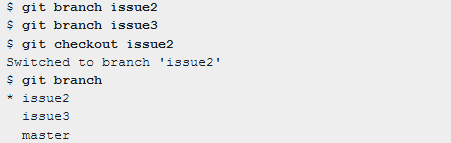 $ git branch issue2
$ git branch issue3
$ git checkout issue2
Switched to branch 'issue2'
$ git branch
* issue2
  issue3
  master